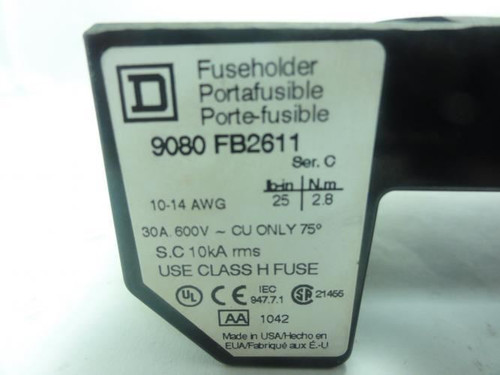 D
Fuseholder
Portafusible
Porte-fusible
9080 FB2611
Ser. C
lb-in N.m
10-14 AWG 25 2.8
30A. 600V ~ CU ONLY 75°
S.C 10kA rms
USE CLASS H FUSE
UL CE IEC 947.7.1 SA 21455
AA 1042
Made in USA/Hecho en
EUA/Fabriqué aux É.-U